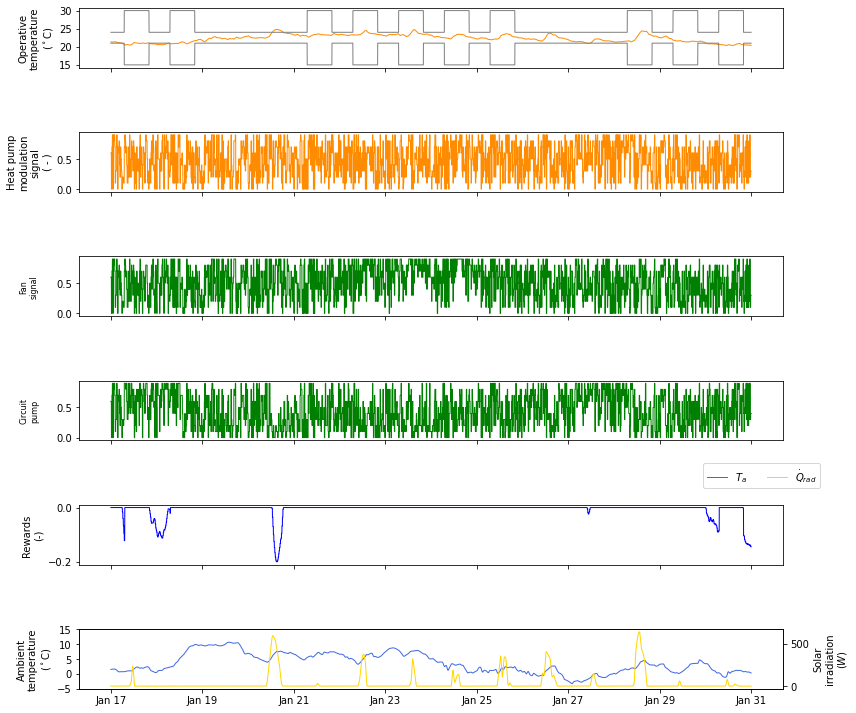 Operative
temperature
(°C)
30
25
20
15
Heat pump
modulation
signal
( - )
0.5
0.0
Fan
signal
0.5
0.0
Circuit
pump
0.5
0.0
T_a
Q̇_rad
Rewards
(-)
0.0
−0.2
Ambient
temperature
(°C)
15
10
5
0
−5
500
0
Solar
irradiation
(W)
Jan 17
Jan 19
Jan 21
Jan 23
Jan 25
Jan 27
Jan 29
Jan 31